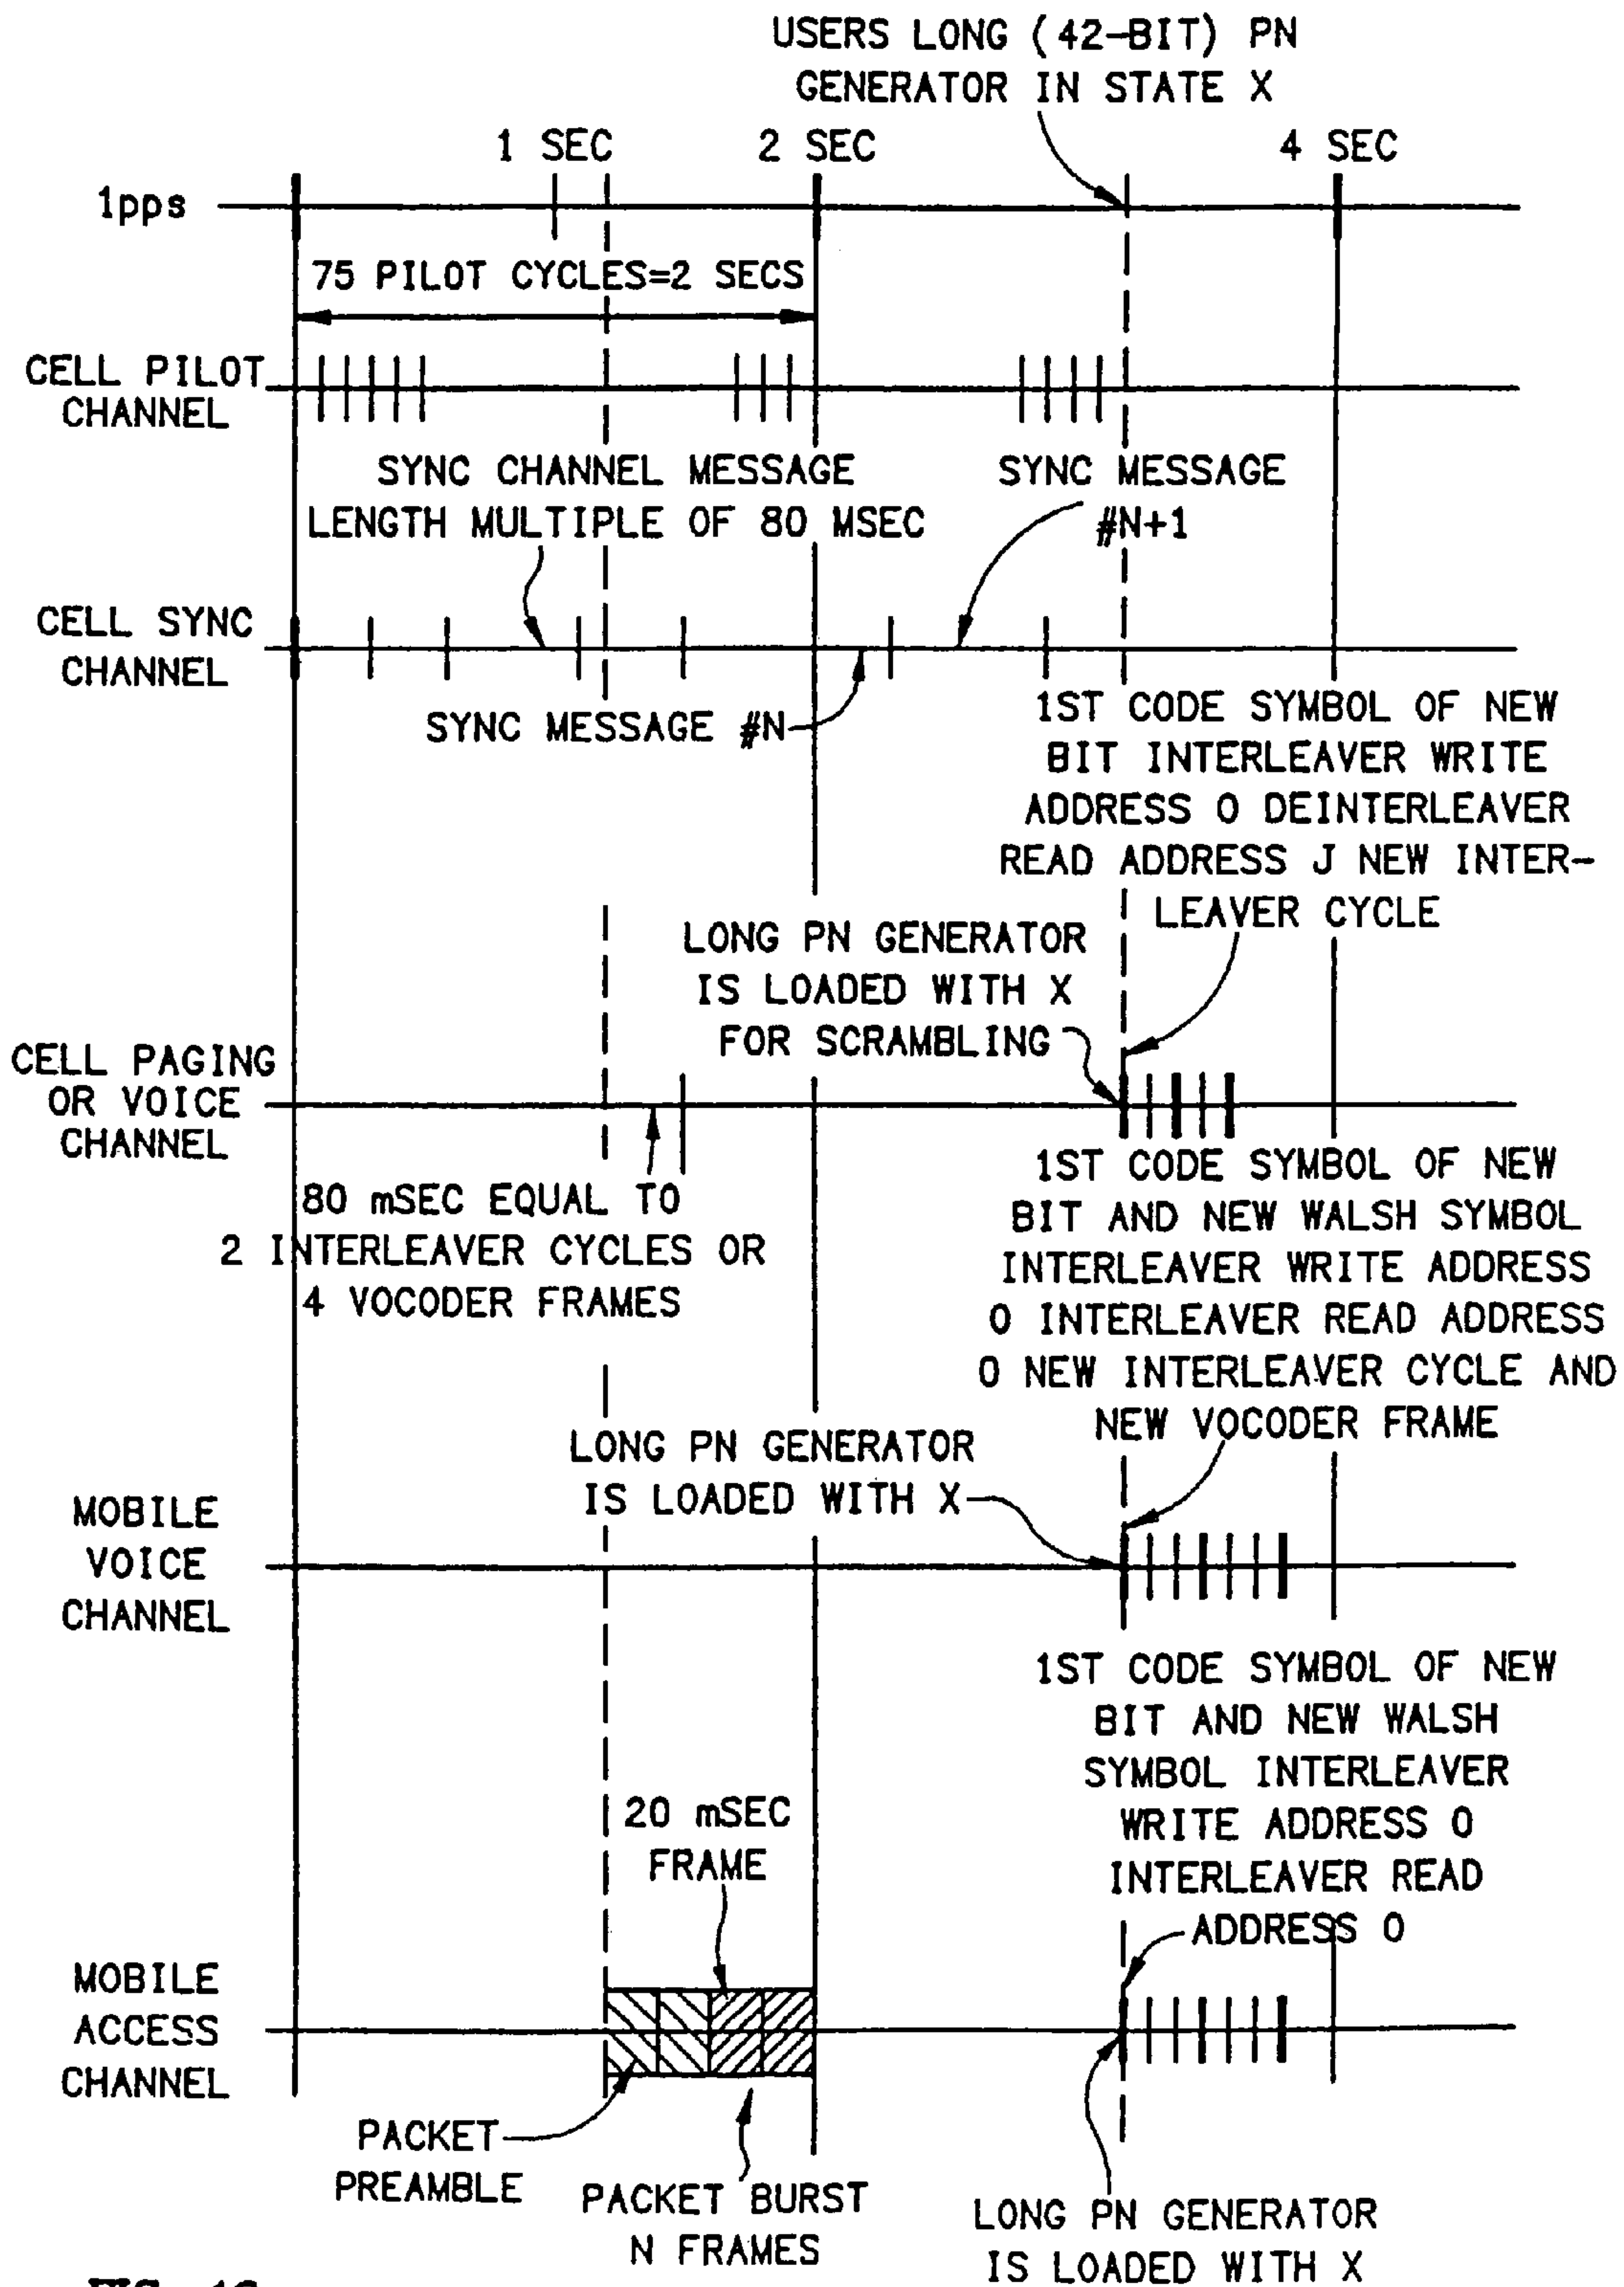 USERS LONG (42-BIT) PN
GENERATOR IN STATE X
1 SEC
2 SEC
4 SEC
1pps
75 PILOT CYCLES=2 SECS
CELL PILOT
CHANNEL
SYNC CHANNEL MESSAGE
LENGTH MULTIPLE OF 80 MSEC
SYNC MESSAGE
#N+1
CELL SYNC
CHANNEL
SYNC MESSAGE #N
1ST CODE SYMBOL OF NEW
BIT INTERLEAVER WRITE
ADDRESS 0 DEINTERLEAVER
READ ADDRESS J NEW INTER-
LEAVER CYCLE
LONG PN GENERATOR
IS LOADED WITH X
FOR SCRAMBLING
CELL PAGING
OR VOICE
CHANNEL
80 mSEC EQUAL TO
2 INTERLEAVER CYCLES OR
4 VOCODER FRAMES
1ST CODE SYMBOL OF NEW
BIT AND NEW WALSH SYMBOL
INTERLEAVER WRITE ADDRESS
0 INTERLEAVER READ ADDRESS
0 NEW INTERLEAVER CYCLE AND
NEW VOCODER FRAME
LONG PN GENERATOR
IS LOADED WITH X
MOBILE
VOICE
CHANNEL
1ST CODE SYMBOL OF NEW
BIT AND NEW WALSH
SYMBOL INTERLEAVER
WRITE ADDRESS 0
INTERLEAVER READ
ADDRESS 0
20 mSEC
FRAME
MOBILE
ACCESS
CHANNEL
PACKET
PREAMBLE
PACKET BURST
N FRAMES
LONG PN GENERATOR
IS LOADED WITH X